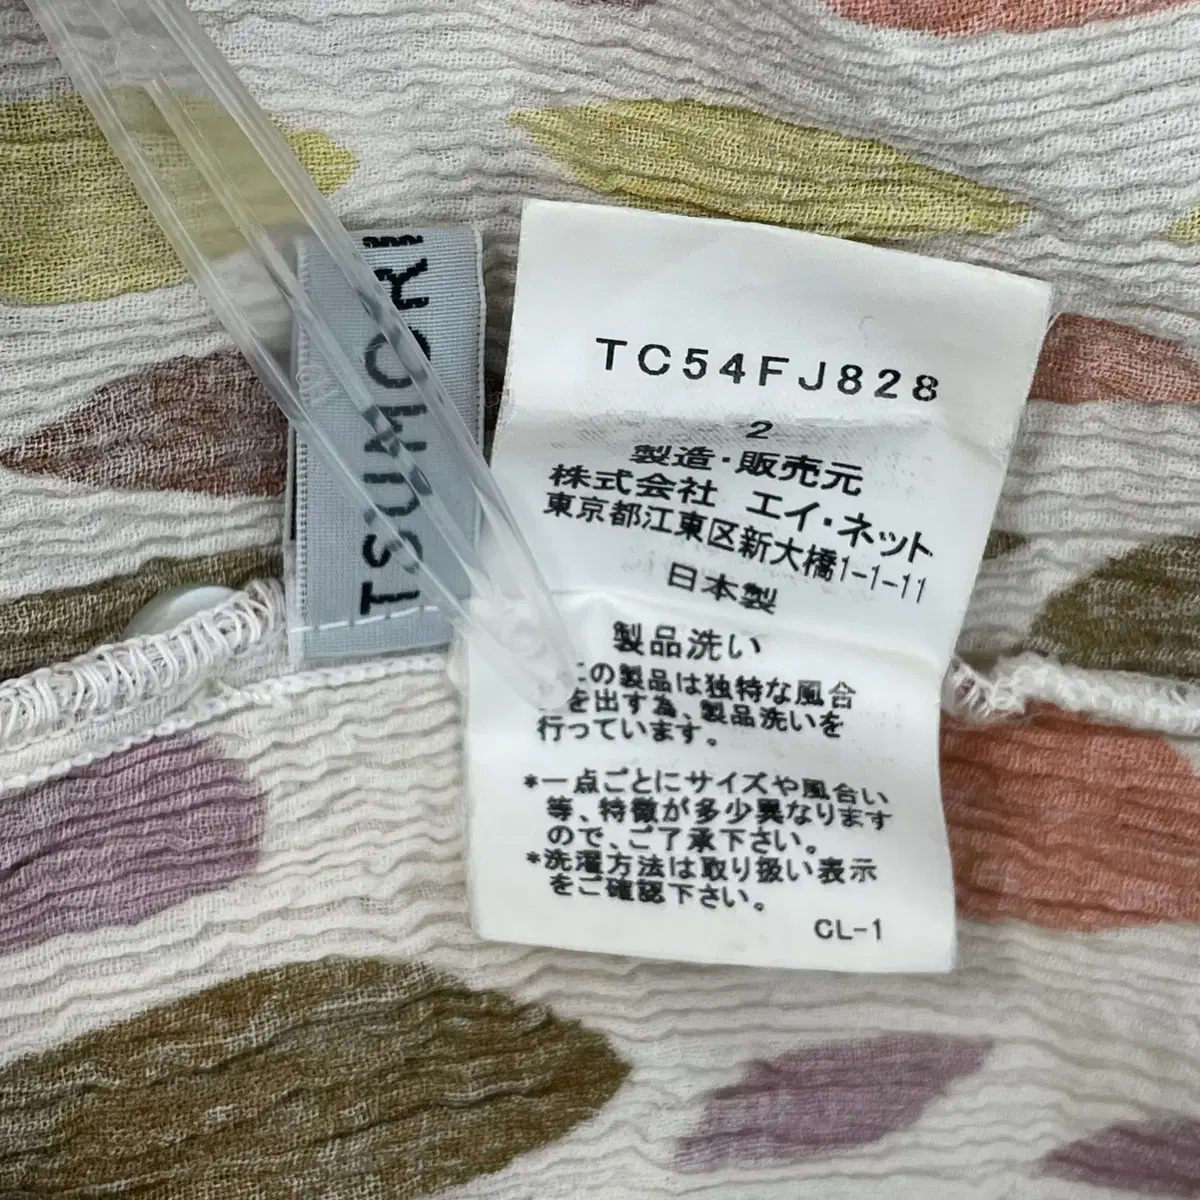 TSUMORI
TC54FJ828
2
製造・販売元
株式会社 エイ・ネット
東京都江東区新大橋1-1-11
日本製
製品洗い
この製品は独特な風合
を出す為、製品洗いを
行っています。
*一点ごとにサイズや風合い
等、特徴が多少異なります
ので、ご了承下さい。
*洗濯方法は取り扱い表示
をご確認下さい。
CL-1